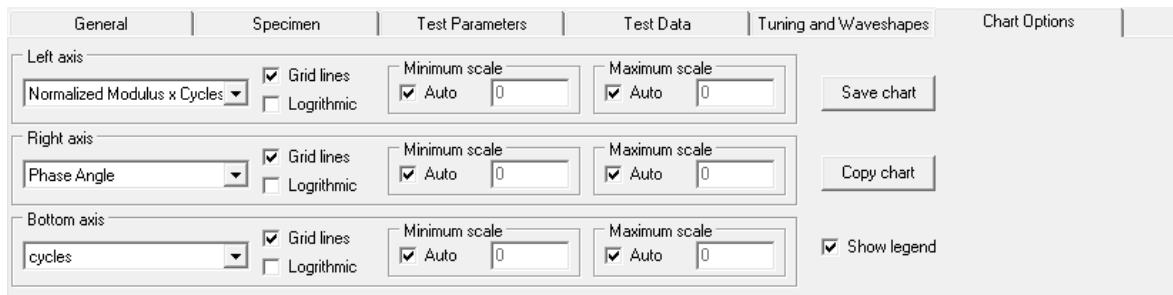 General Specimen Test Parameters Test Data Tuning and Waveshapes Chart Options
Left axis
Normalized Modulus x Cycles
Grid lines
Logrithmic
Minimum scale
Auto 0
Maximum scale
Auto 0
Save chart
Right axis
Phase Angle
Grid lines
Logrithmic
Minimum scale
Auto 0
Maximum scale
Auto 0
Copy chart
Bottom axis
cycles
Grid lines
Logrithmic
Minimum scale
Auto 0
Maximum scale
Auto 0
Show legend